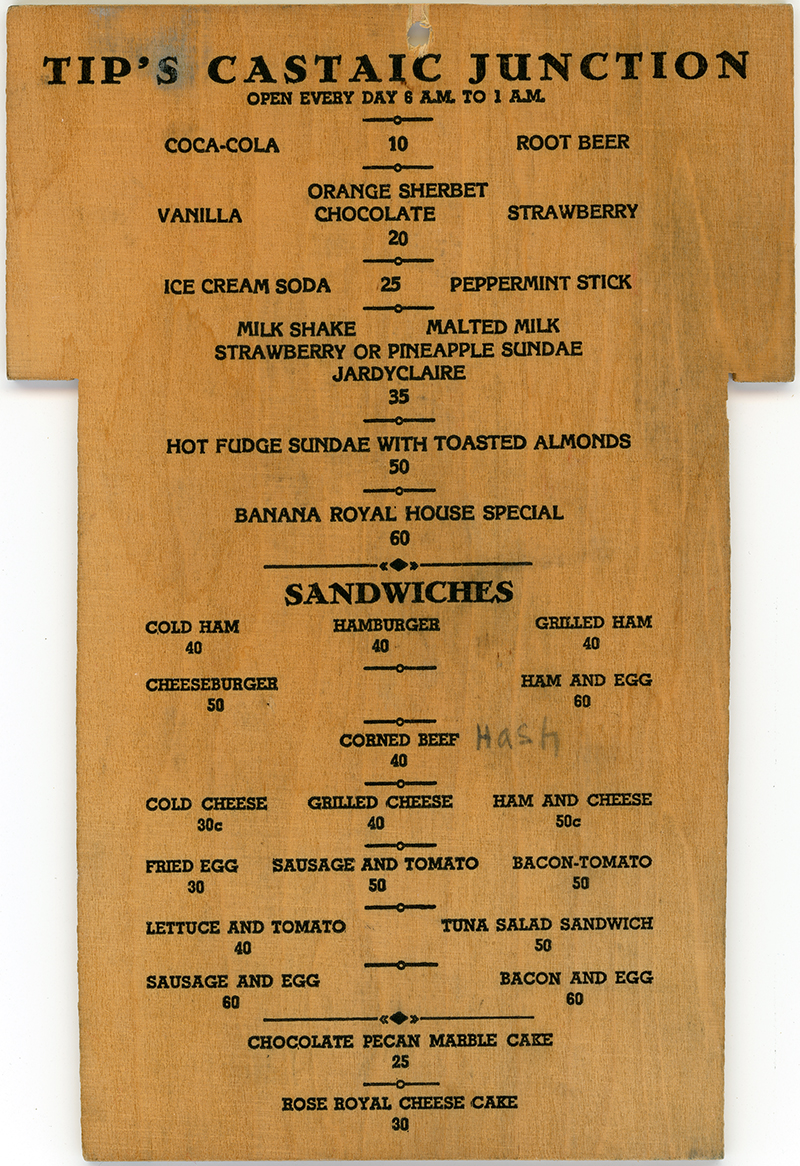 TIP'S CASTAIC JUNCTION
OPEN EVERY DAY 6 A.M. TO 1 A.M.
COCA-COLA 10 ROOT BEER
ORANGE SHERBET
VANILLA CHOCOLATE STRAWBERRY
20
ICE CREAM SODA 25 PEPPERMINT STICK
MILK SHAKE MALTED MILK
STRAWBERRY OR PINEAPPLE SUNDAE
JARDYCLAIRE
35
HOT FUDGE SUNDAE WITH TOASTED ALMONDS
50
BANANA ROYAL HOUSE SPECIAL
60
SANDWICHES
COLD HAM HAMBURGER GRILLED HAM
40 40 40
CHEESEBURGER HAM AND EGG
50 60
CORNED BEEF Hash
40
COLD CHEESE GRILLED CHEESE HAM AND CHEESE
30c 40 50c
FRIED EGG SAUSAGE AND TOMATO BACON-TOMATO
30 50 50
LETTUCE AND TOMATO TUNA SALAD SANDWICH
40 50
SAUSAGE AND EGG BACON AND EGG
60 60
CHOCOLATE PECAN MARBLE CAKE
25
ROSE ROYAL CHEESE CAKE
30